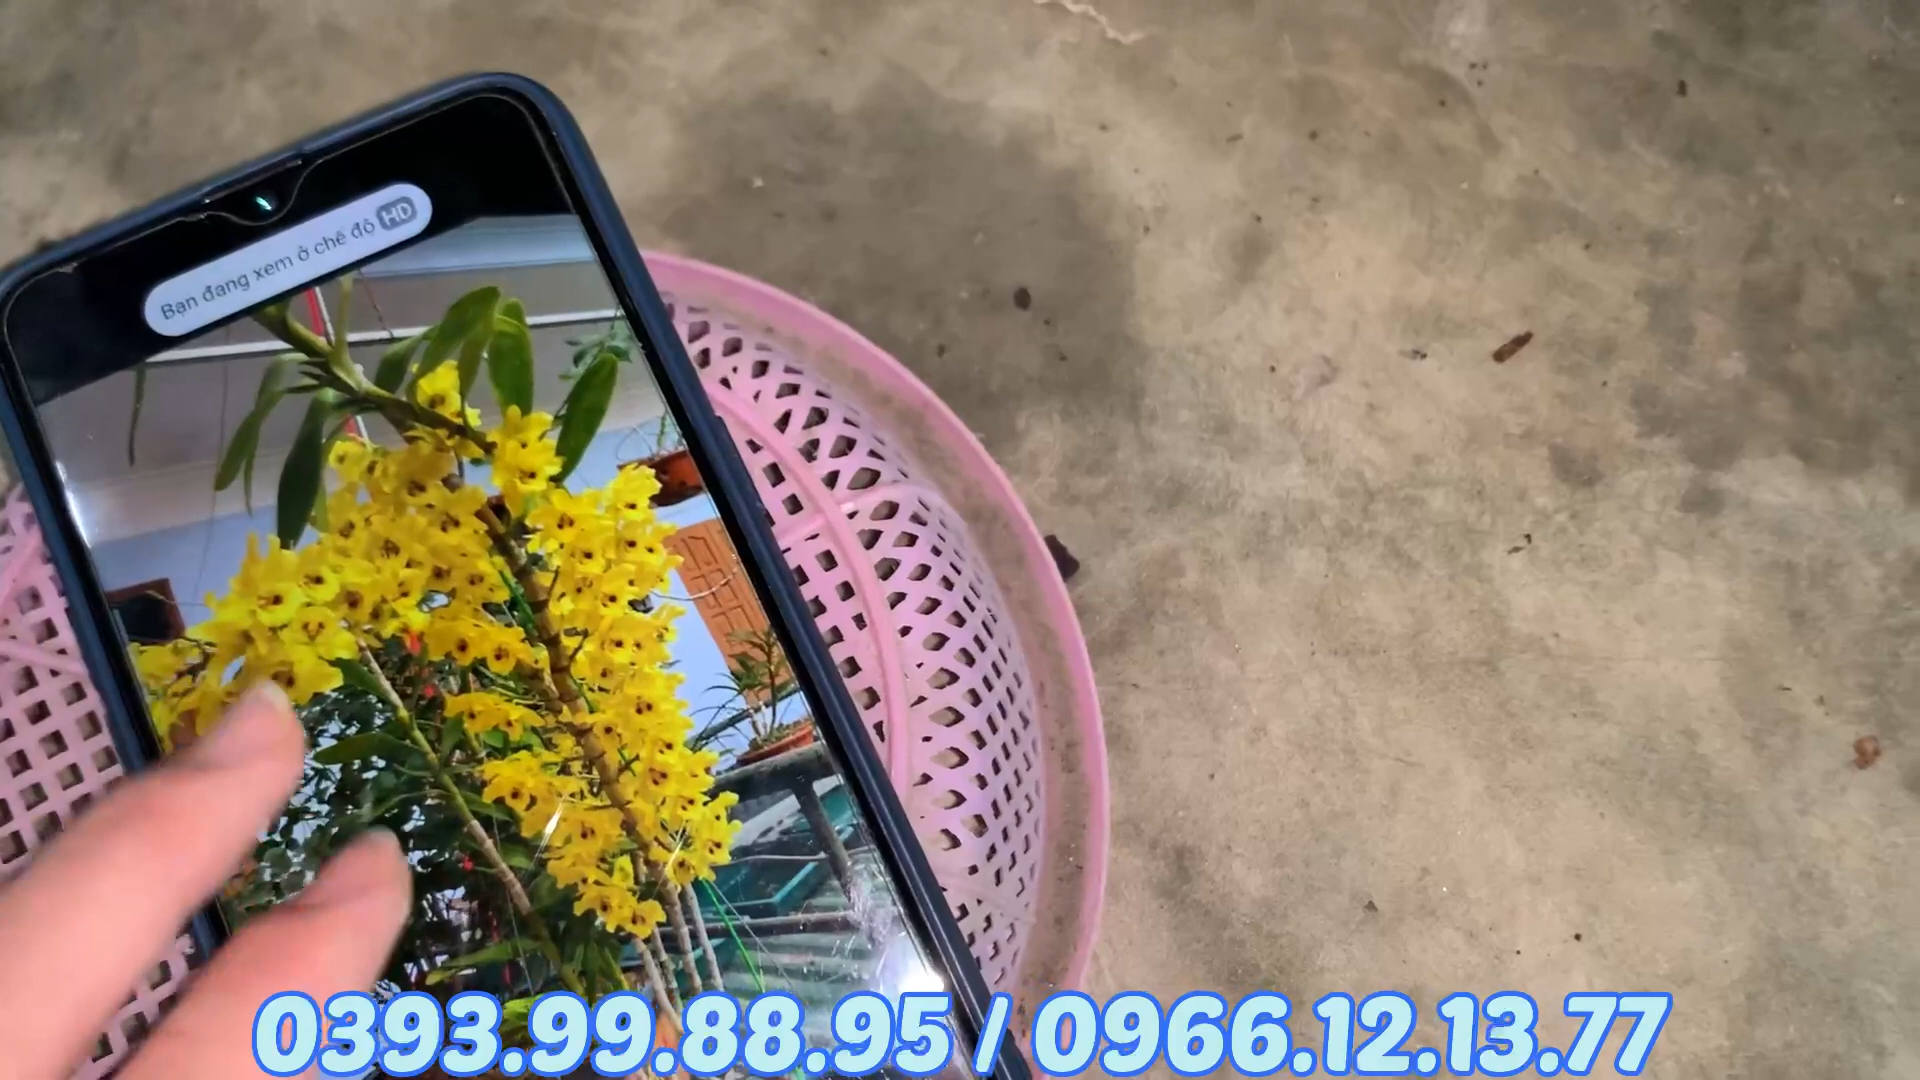 Bạn đang xem ở chế độ HD
0393.99.88.95 / 0966.12.13.77